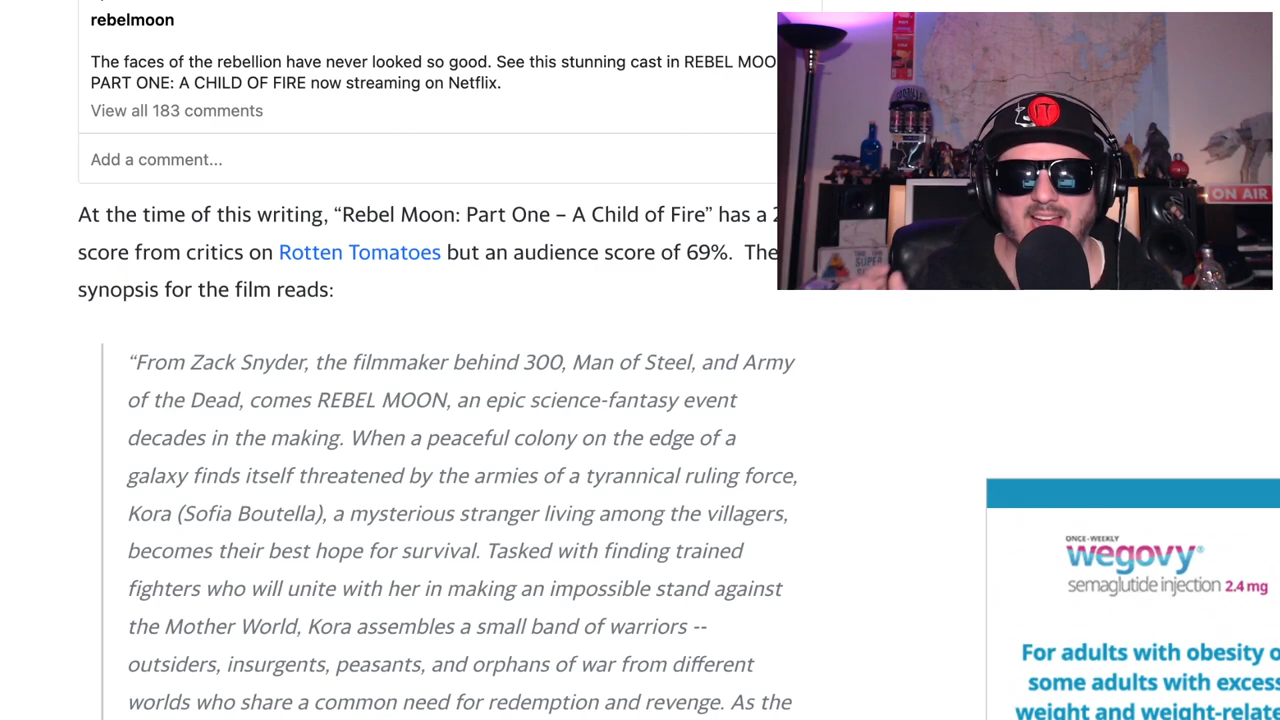 rebelmoon
The faces of the rebellion have never looked so good. See this stunning cast in REBEL MOO
PART ONE: A CHILD OF FIRE now streaming on Netflix.
View all 183 comments
Add a comment...
At the time of this writing, “Rebel Moon: Part One – A Child of Fire” has a 2
score from critics on Rotten Tomatoes but an audience score of 69%. The
synopsis for the film reads:
“From Zack Snyder, the filmmaker behind 300, Man of Steel, and Army
of the Dead, comes REBEL MOON, an epic science-fantasy event
decades in the making. When a peaceful colony on the edge of a
galaxy finds itself threatened by the armies of a tyrannical ruling force,
Kora (Sofia Boutella), a mysterious stranger living among the villagers,
becomes their best hope for survival. Tasked with finding trained
fighters who will unite with her in making an impossible stand against
the Mother World, Kora assembles a small band of warriors --
outsiders, insurgents, peasants, and orphans of war from different
worlds who share a common need for redemption and revenge. As the
ON AIR
SUPER
ONCE-WEEKLY
wegovy®
semaglutide injection 2.4 mg
For adults with obesity o
some adults with excess
weight and weight-relate